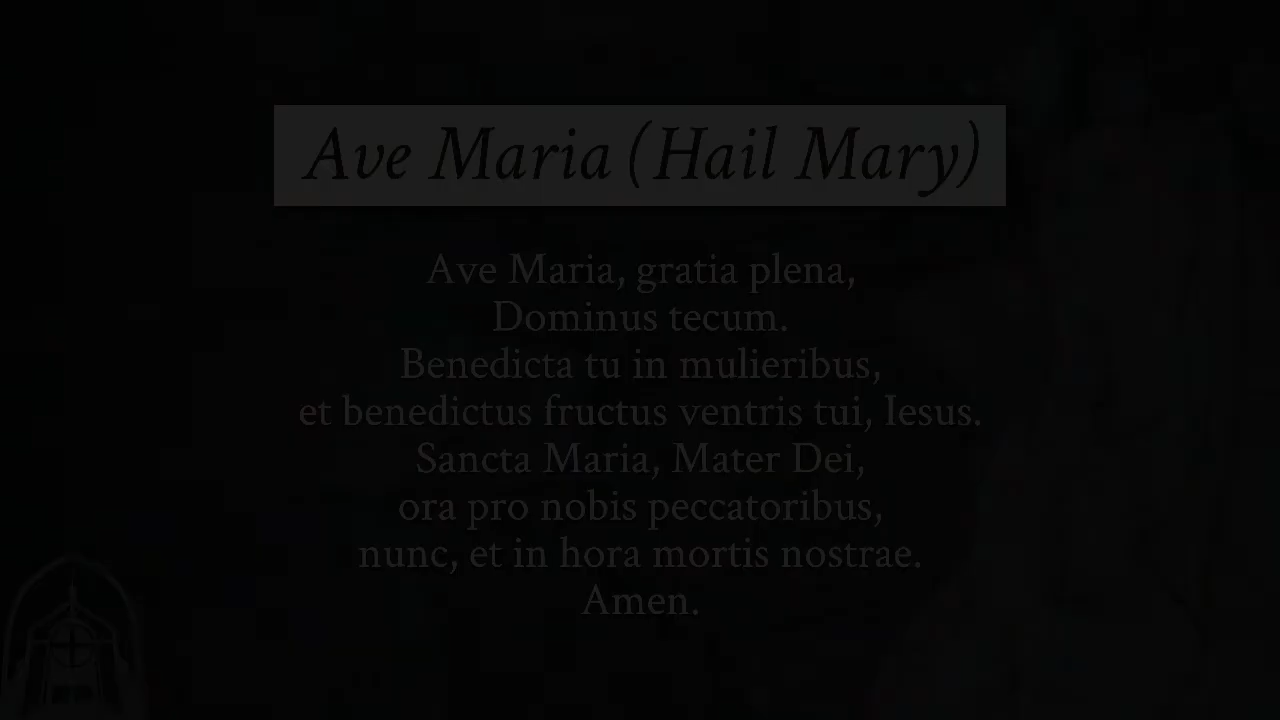 Ave Maria (Hail Mary)
Ave Maria, gratia plena,
Dominus tecum.
Benedicta tu in mulieribus,
et benedictus fructus ventris tui, Iesus.
Sancta Maria, Mater Dei,
ora pro nobis peccatoribus,
nunc, et in hora mortis nostrae.
Amen.